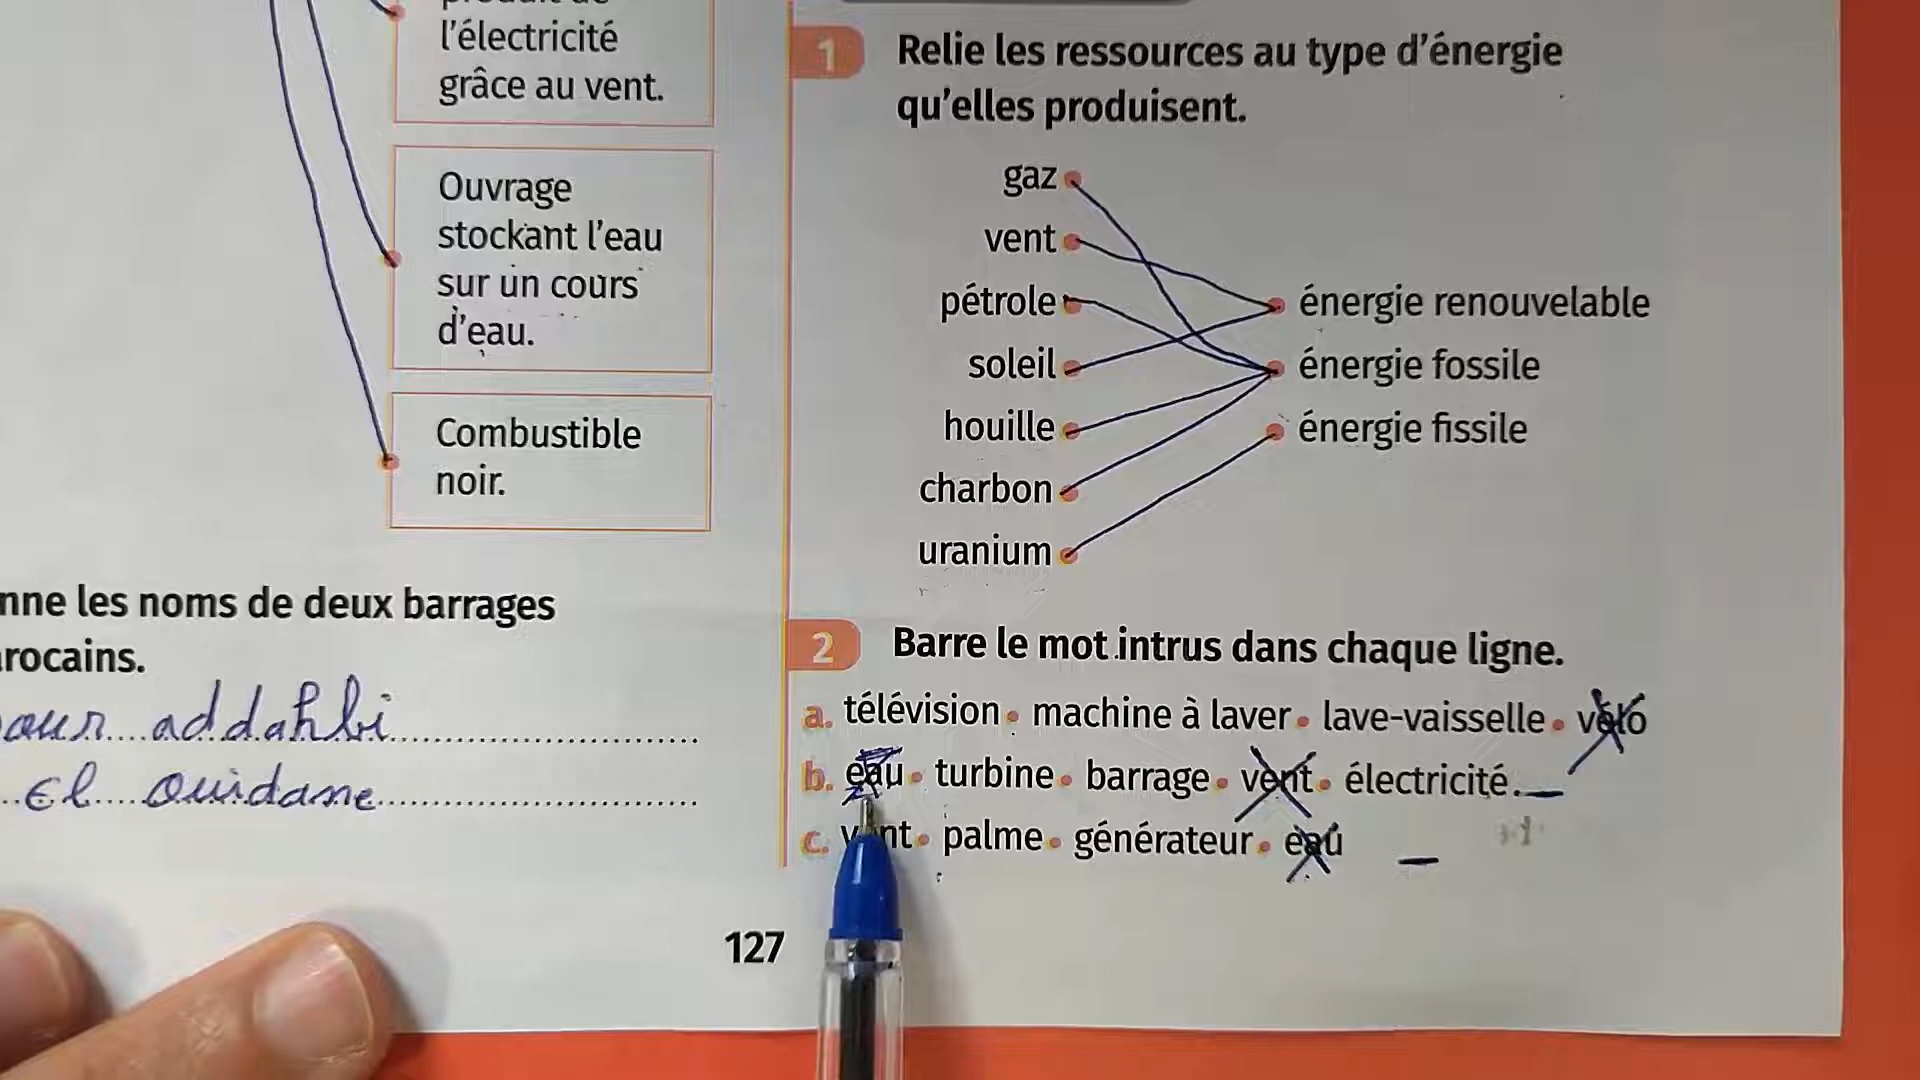 l'électricité
grâce au vent.
Ouvrage
stockant l'eau
sur un cours
d'eau.
Combustible
noir.
nne les noms de deux barrages
rocains.
our addahbi
El ouidane
127
1 Relie les ressources au type d'énergie
qu'elles produisent.
gaz
vent
pétrole
soleil
houille
charbon
uranium
énergie renouvelable
énergie fossile
énergie fissile
2 Barre le mot intrus dans chaque ligne.
a. télévision • machine à laver • lave-vaisselle • vélo
b. eau • turbine • barrage • vent • électricité.
c. vent • palme • générateur • eau